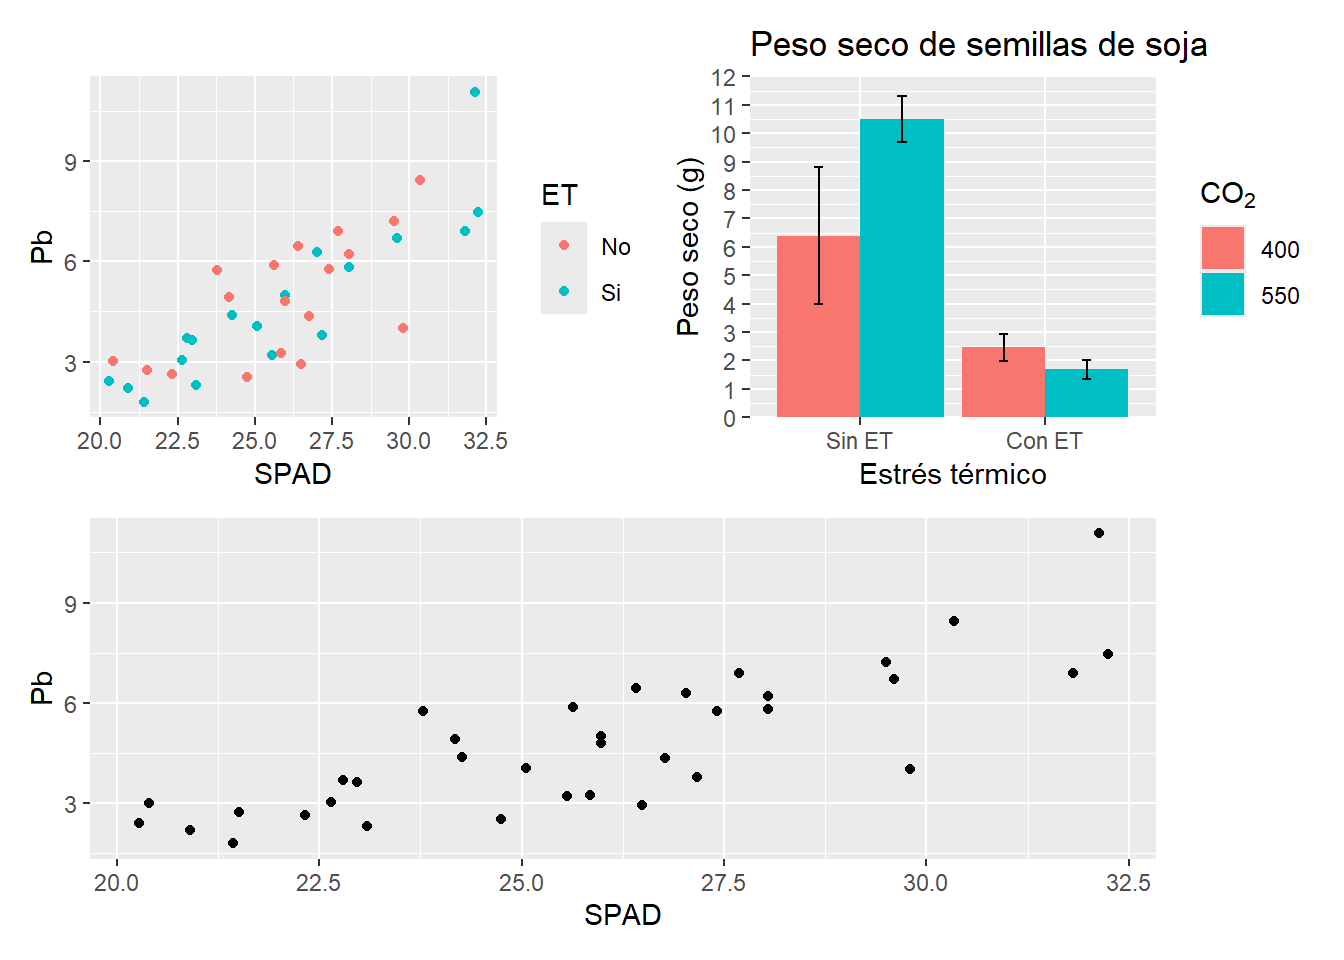 Pb
9
6
3
20.0 22.5 25.0 27.5 30.0 32.5
SPAD
ET
No
Si
Peso seco de semillas de soja
Peso seco (g)
12
11
10
9
8
7
6
5
4
3
2
1
0
Sin ET Con ET
Estrés térmico
CO₂
400
550
Pb
9
6
3
20.0 22.5 25.0 27.5 30.0 32.5
SPAD